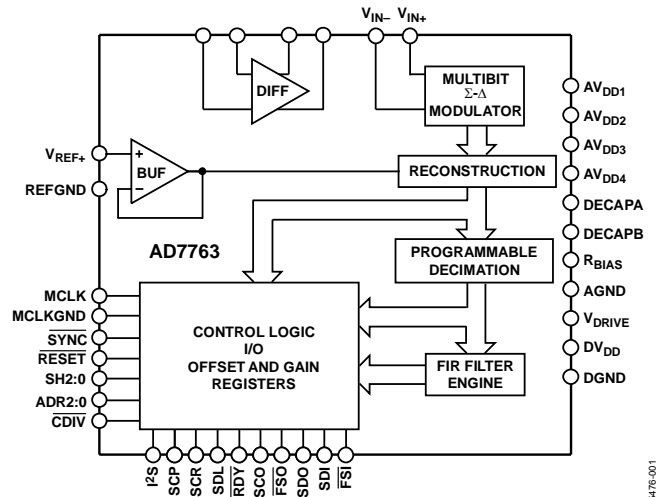 VIN– VIN+
DIFF
MULTIBIT
Σ-Δ
MODULATOR
AVDD1
AVDD2
AVDD3
AVDD4
DECAPA
DECAPB
RBIAS
AGND
VDRIVE
DVDD
DGND
VREF+
REFGND
+
BUF
–
RECONSTRUCTION
AD7763
PROGRAMMABLE
DECIMATION
MCLK
MCLKGND
SYNC
RESET
SH2:0
ADR2:0
CDIV
CONTROL LOGIC
I/O
OFFSET AND GAIN
REGISTERS
FIR FILTER
ENGINE
I2S
SCP
SCR
SDL
RDY
SCO
FSO
SDO
SDI
FSI